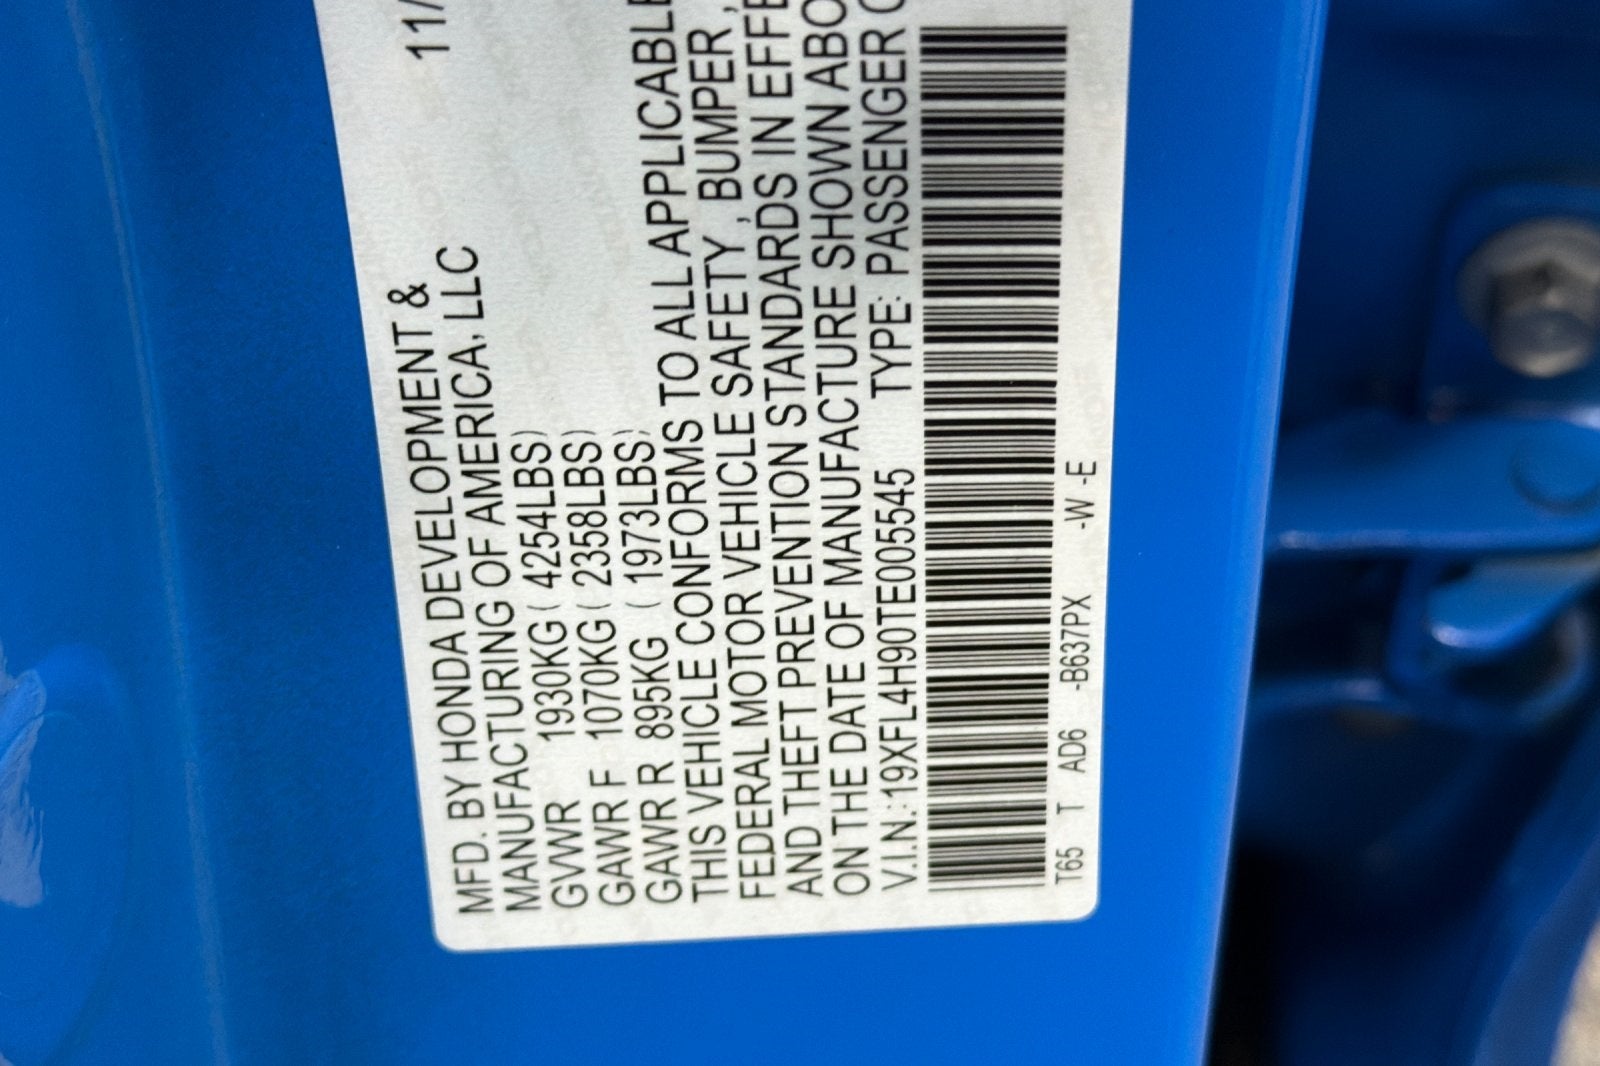 11/
MFD. BY HONDA DEVELOPMENT &
MANUFACTURING OF AMERICA, LLC
GVWR 1930KG ( 4254LBS)
GAWR F 1070KG ( 2358LBS)
GAWR R 895KG ( 1973LBS)
THIS VEHICLE CONFORMS TO ALL APPLICABLE
FEDERAL MOTOR VEHICLE SAFETY , BUMPER ,
AND THEFT PREVENTION STANDARDS IN EFFE
ON THE DATE OF MANUFACTURE SHOWN ABO
V.I.N.:19XFL4H90TE005545 TYPE: PASSENGER C
T65 T AD6 -B637PX -W -E